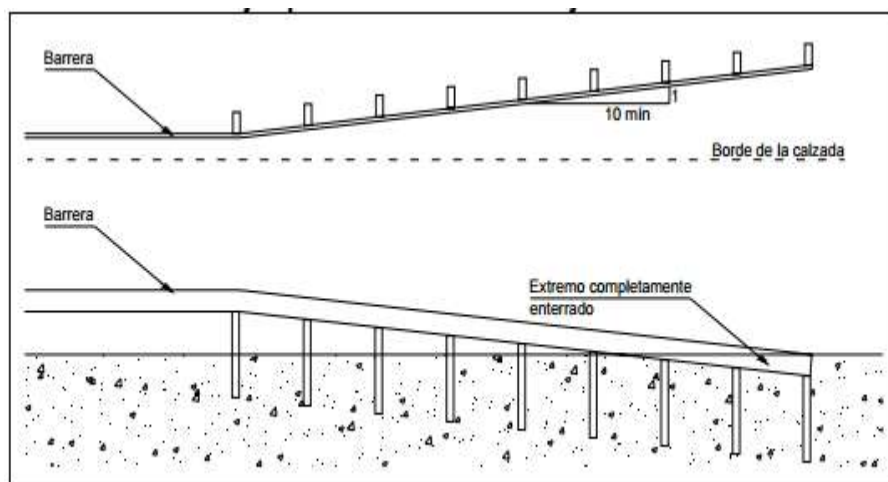 Barrera
1
10 min
Borde de la calzada
Barrera
Extremo completamente
enterrado